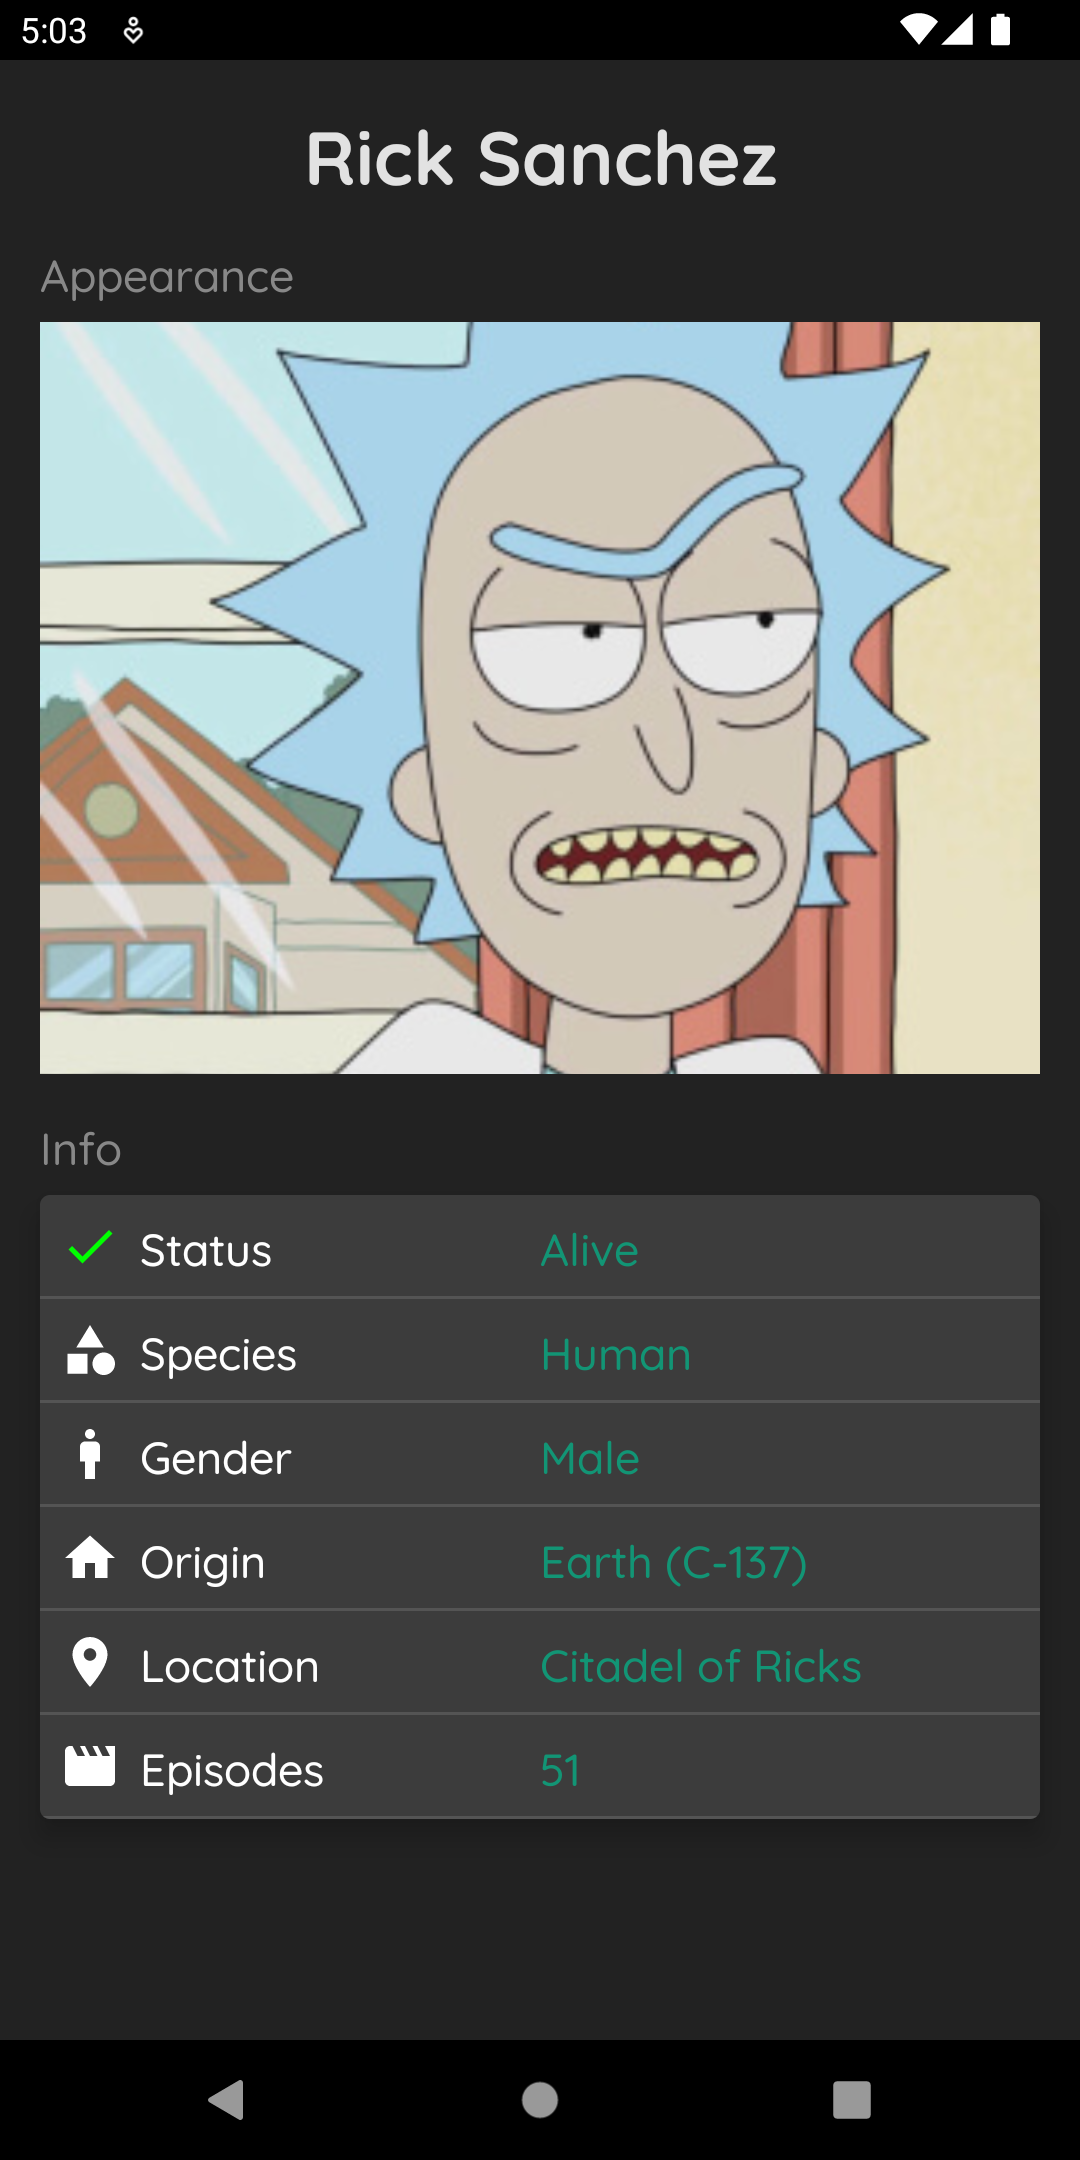 5:03
Rick Sanchez
Appearance
Info
Status Alive
Species Human
Gender Male
Origin Earth (C-137)
Location Citadel of Ricks
Episodes 51